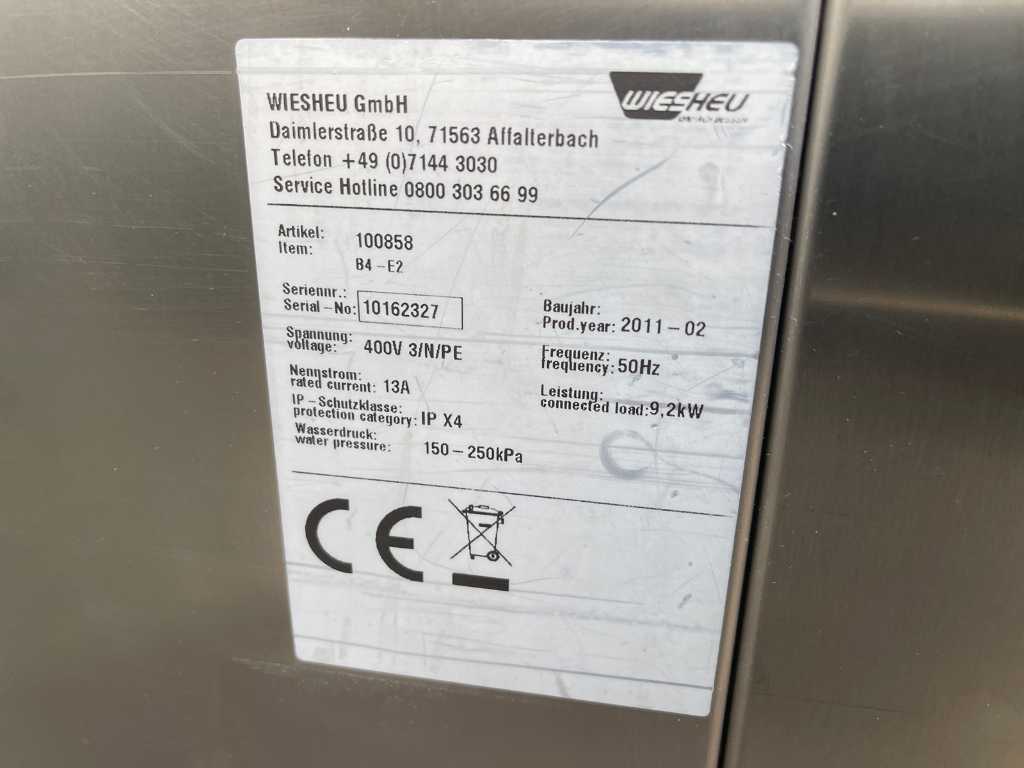 WIESHEU GmbH
Daimlerstraße 10, 71563 Affalterbach
Telefon +49 (0)7144 3030
Service Hotline 0800 303 66 99
WIESHEU
Artikel:
Item: 100858
B4-E2
Seriennr.:
Serial-No: 10162327
Baujahr:
Prod.year: 2011-02
Spannung:
voltage: 400V 3/N/PE
Frequenz:
frequency: 50Hz
Nennstrom:
rated current: 13A
Leistung:
connected load: 9,2kW
IP-Schutzklasse:
protection category: IP X4
Wasserdruck:
water pressure: 150-250kPa
CE